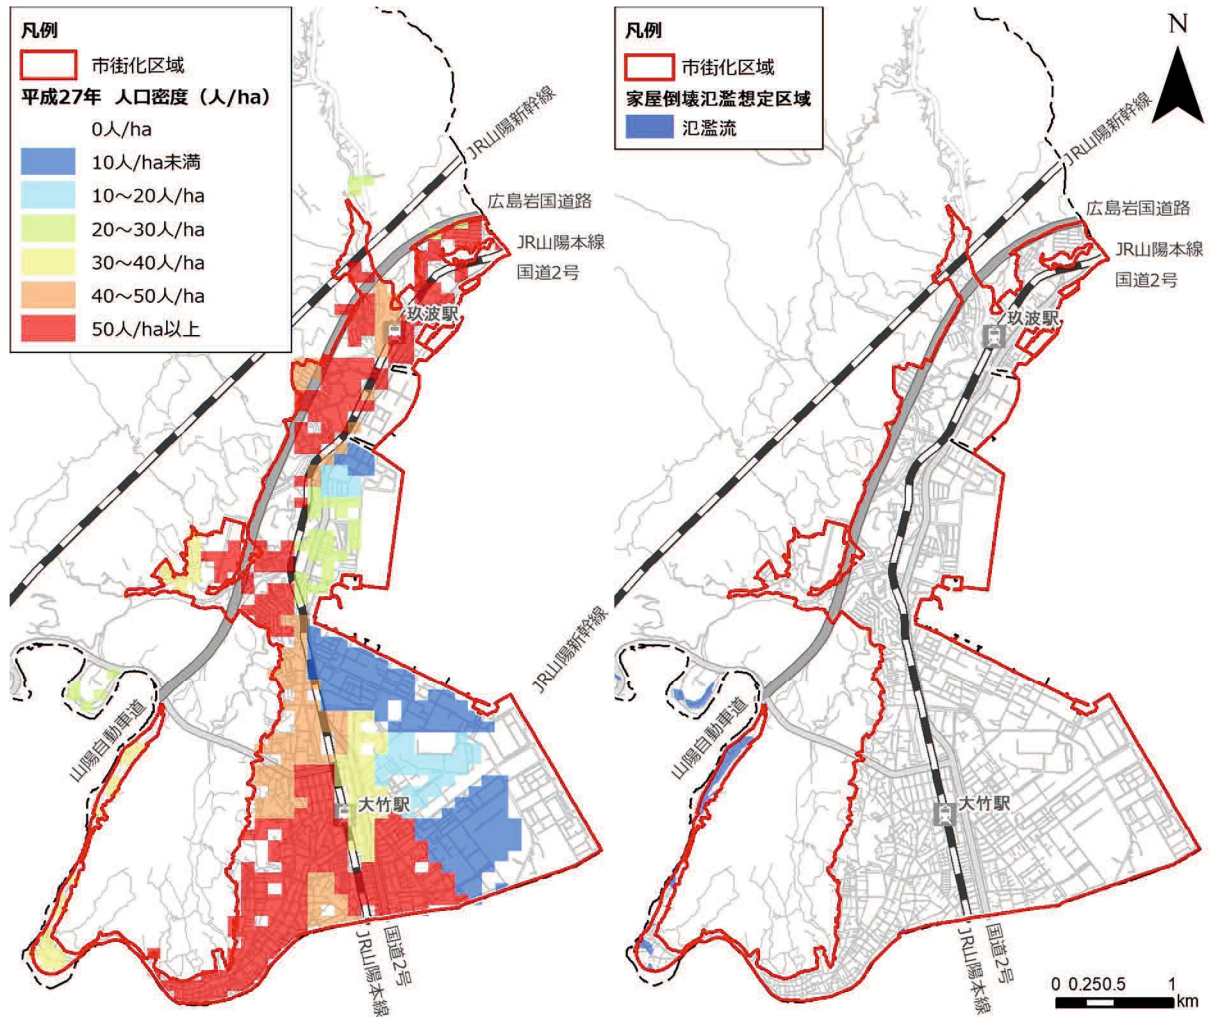 凡例
市街化区域
平成27年 人口密度（人/ha）
0人/ha
10人/ha未満
10～20人/ha
20～30人/ha
30～40人/ha
40～50人/ha
50人/ha以上
JR山陽新幹線
広島岩国道路
JR山陽本線
国道2号
玖波駅
JR山陽新幹線
山陽自動車道
大竹駅
国道2号
JR山陽本線
凡例
市街化区域
家屋倒壊氾濫想定区域
氾濫流
N
JR山陽新幹線
広島岩国道路
JR山陽本線
国道2号
玖波駅
山陽自動車道
大竹駅
国道2号
JR山陽本線
0 0.250.5 1
km